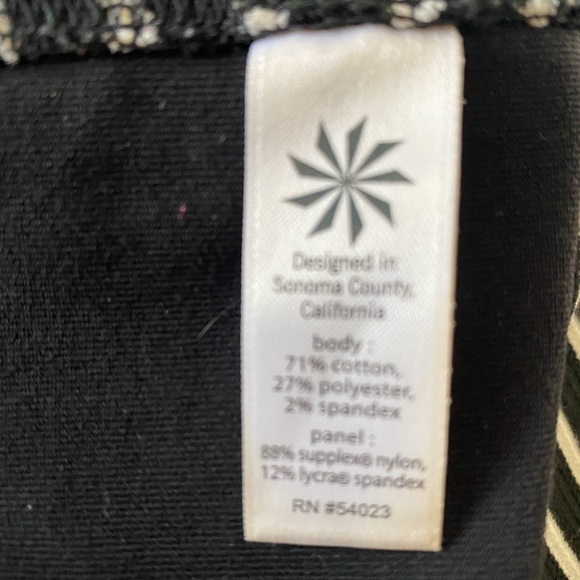 Designed in
Sonoma County,
California
body :
71% cotton,
27% polyester,
2% spandex
panel :
88% supplex® nylon,
12% lycra® spandex
RN #54023